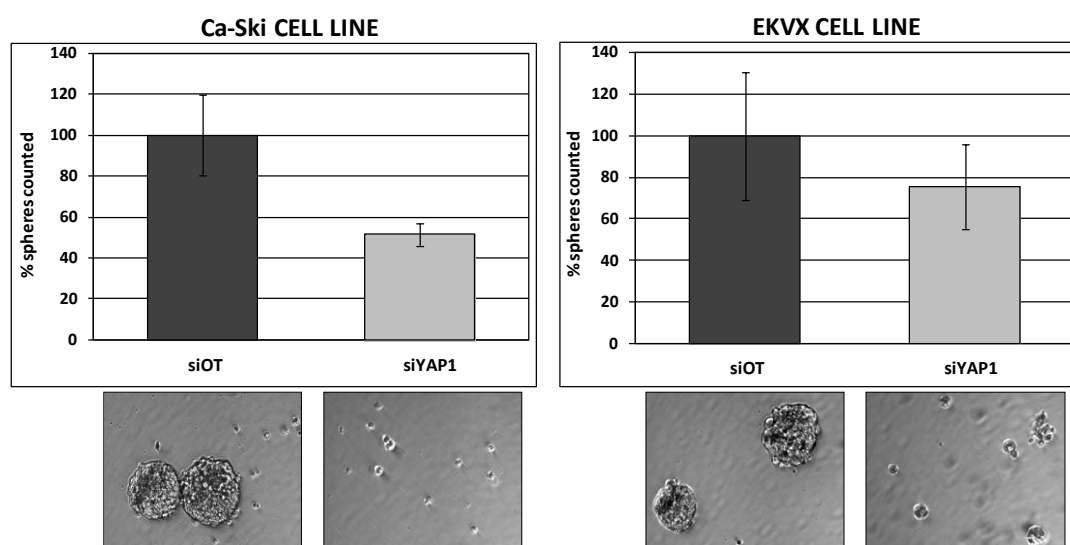 Ca-Ski CELL LINE
140
120
100
80
60
40
20
0
% spheres counted
siOT
siYAP1
EKVX CELL LINE
140
120
100
80
60
40
20
0
% spheres counted
siOT
siYAP1